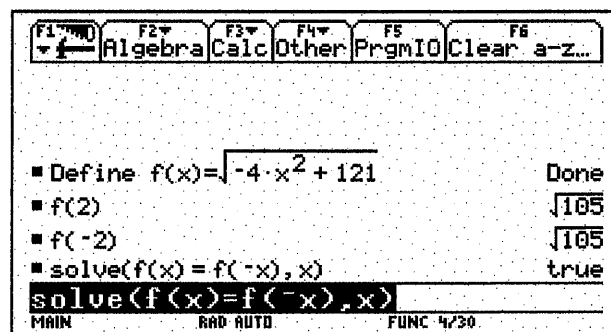 F1 F2 F3 F4 F5 F6
Algebra Calc Other PrgmIO Clear a-z…
▪ Define f(x)=√(-4·x² + 121) Done
▪ f(2) √105
▪ f(-2) √105
▪ solve(f(x) = f(-x), x) true
solve(f(x)=f(-x),x)
MAIN RAD AUTO FUNC 4/30